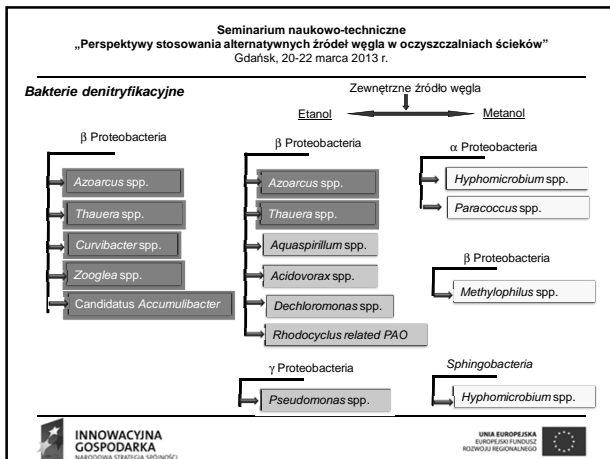 Seminarium naukowo-techniczne
„Perspektywy stosowania alternatywnych źródeł węgla w oczyszczalniach ścieków”
Gdańsk, 20-22 marca 2013 r.
Bakterie denitryfikacyjne
Zewnętrzne źródło węgla
Etanol
Metanol
β Proteobacteria
Azoarcus spp.
Thauera spp.
Curvibacter spp.
Zooglea spp.
Candidatus Accumulibacter
β Proteobacteria
Azoarcus spp.
Thauera spp.
Aquaspirillum spp.
Acidovorax spp.
Dechloromonas spp.
Rhodocyclus related PAO
γ Proteobacteria
Pseudomonas spp.
α Proteobacteria
Hyphomicrobium spp.
Paracoccus spp.
β Proteobacteria
Methylophilus spp.
Sphingobacteria
Hyphomicrobium spp.
INNOWACYJNA
GOSPODARKA
NARODOWA STRATEGIA SPÓJNOŚCI
UNIA EUROPEJSKA
EUROPEJSKI FUNDUSZ
ROZWOJU REGIONALNEGO